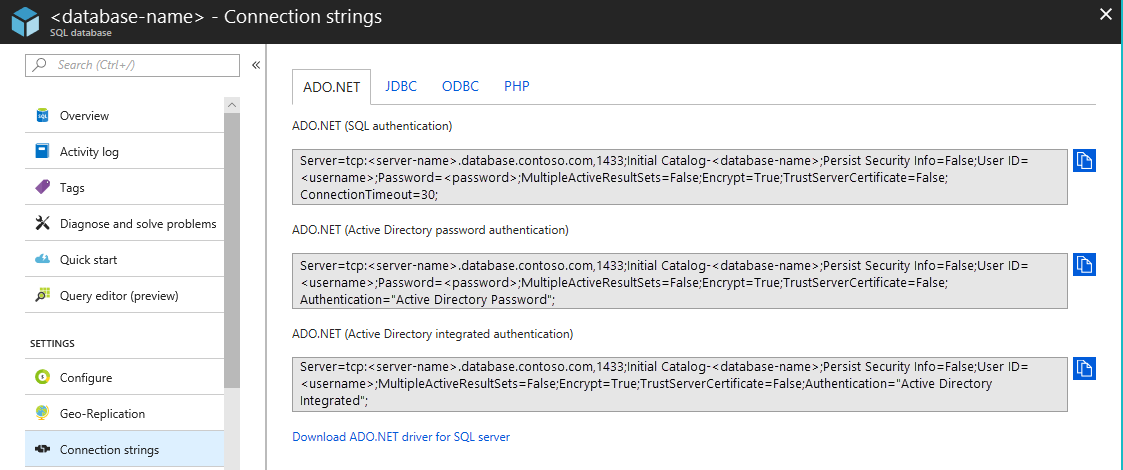 <database-name> - Connection strings
SQL database
Search (Ctrl+/)
Overview
Activity log
Tags
Diagnose and solve problems
Quick start
Query editor (preview)
SETTINGS
Configure
Geo-Replication
Connection strings
ADO.NET JDBC ODBC PHP
ADO.NET (SQL authentication)
Server=tcp:<server-name>.database.contoso.com,1433;Initial Catalog-<database-name>;Persist Security Info=False;User ID=
<username>;Password=<password>;MultipleActiveResultSets=False;Encrypt=True;TrustServerCertificate=False;
ConnectionTimeout=30;
ADO.NET (Active Directory password authentication)
Server=tcp:<server-name>.database.contoso.com,1433;Initial Catalog-<database-name>;Persist Security Info=False;User ID=
<username>;Password=<password>;MultipleActiveResultSets=False;Encrypt=True;TrustServerCertificate=False;
Authentication="Active Directory Password";
ADO.NET (Active Directory integrated authentication)
Server=tcp:<server-name>.database.contoso.com,1433;Initial Catalog-<database-name>;Persist Security Info=False;User ID=
<username>;MultipleActiveResultSets=False;Encrypt=True;TrustServerCertificate=False;Authentication="Active Directory
Integrated";
Download ADO.NET driver for SQL server